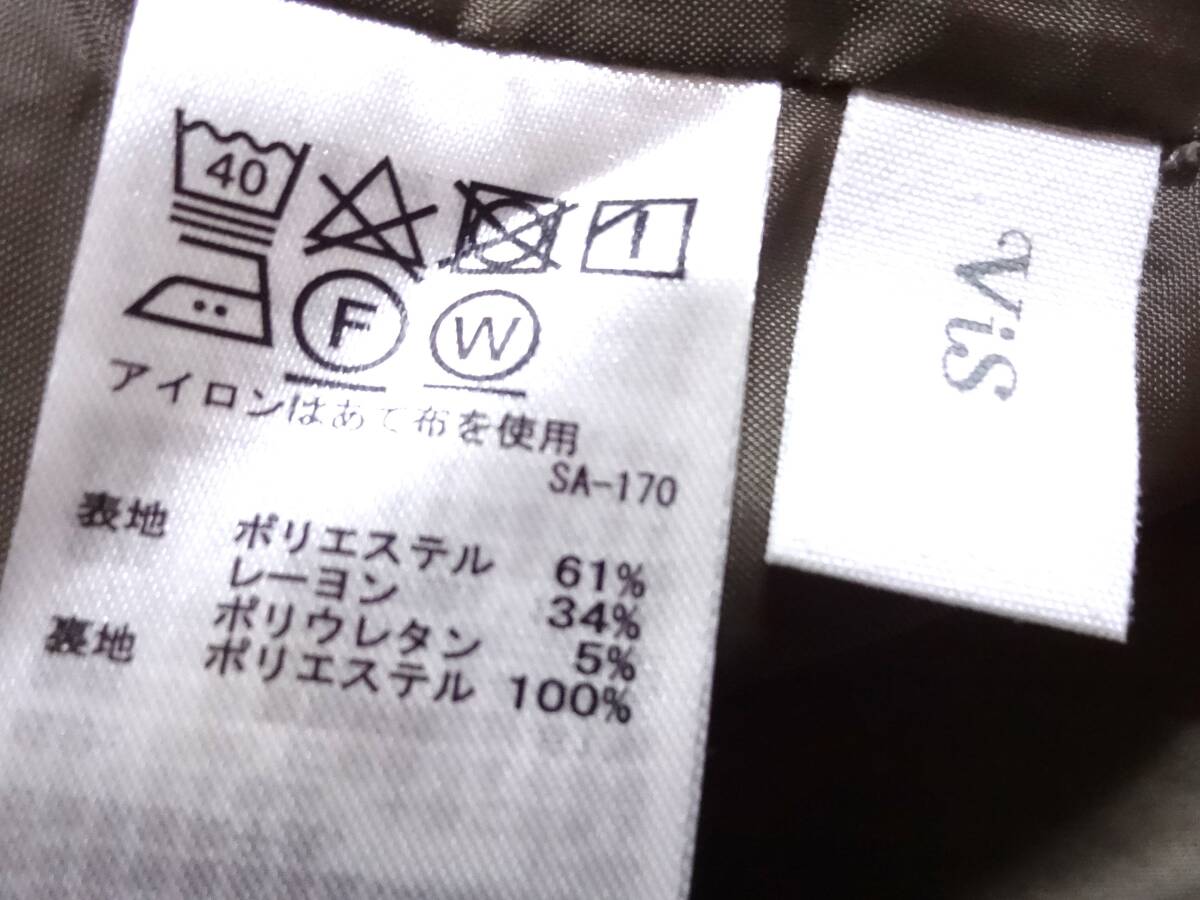 40
F W
アイロンはあて布を使用
SA-170
表地 ポリエステル 61%
レーヨン 34%
ポリウレタン 5%
裏地 ポリエステル 100%
ViS